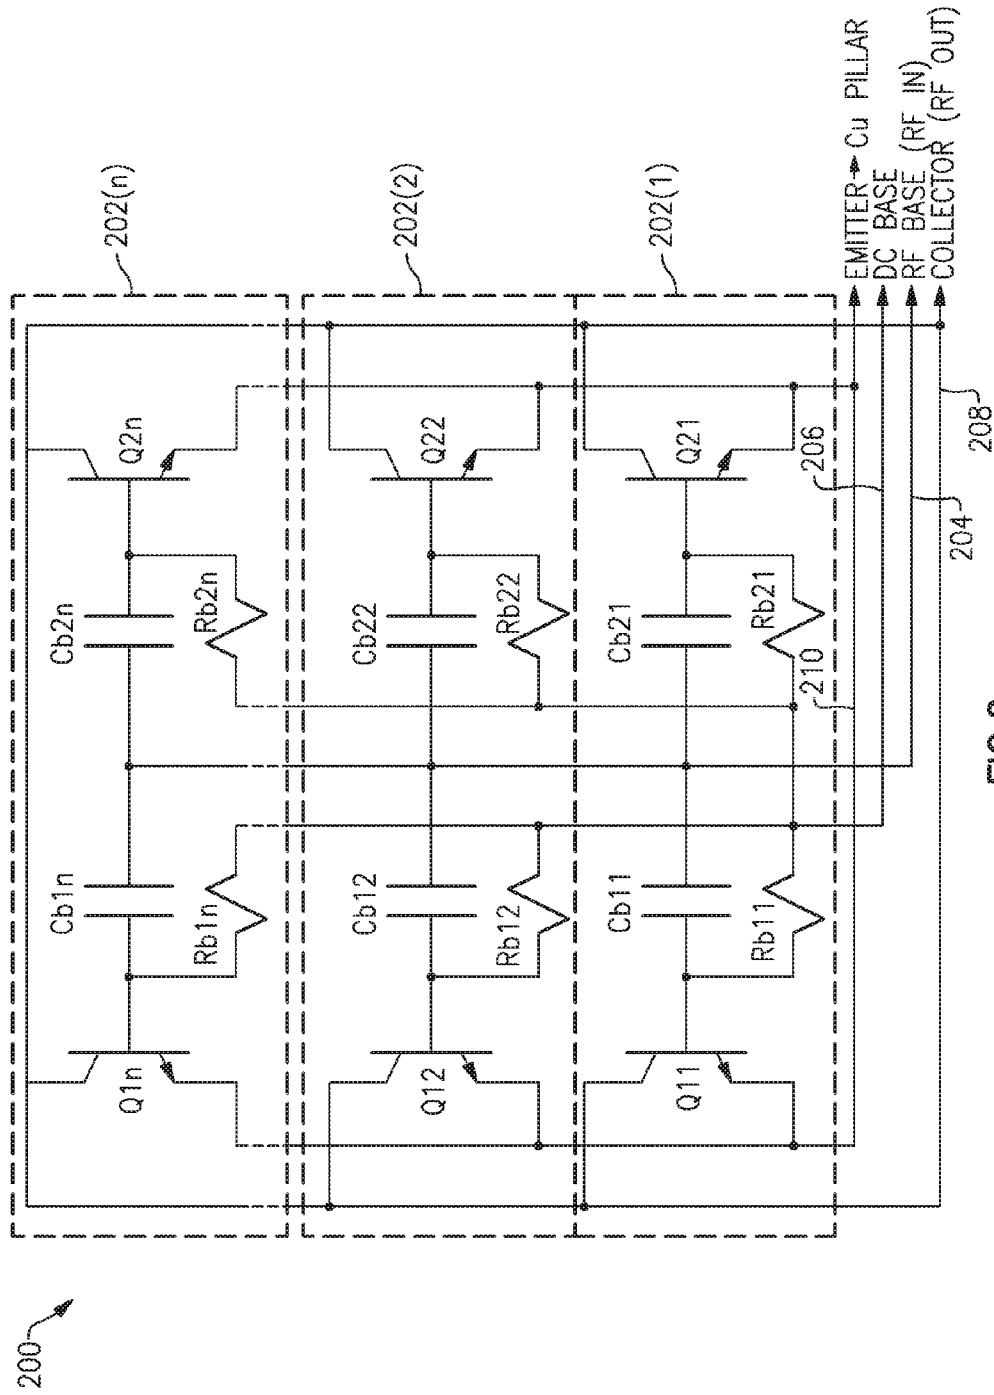 200
202(n)
202(2)
202(1)
Q1n
Cb1n
Rb1n
Cb2n
Rb2n
Q2n
Q12
Cb12
Rb12
Cb22
Rb22
Q22
Q11
Cb11
Rb11
Cb21
Rb21
Q21
210
206
204
208
EMITTER→Cu PILLAR
DC BASE
RF BASE (RF IN)
COLLECTOR (RF OUT)